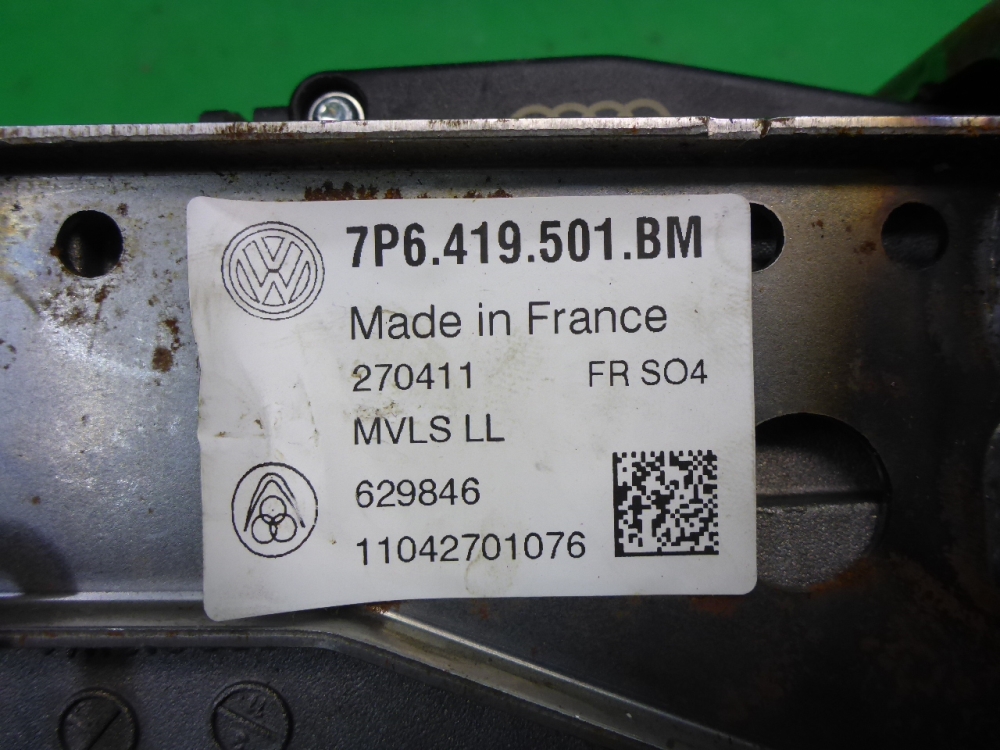 7P6.419.501.BM
Made in France
270411 FR SO4
MVLS LL
629846
11042701076